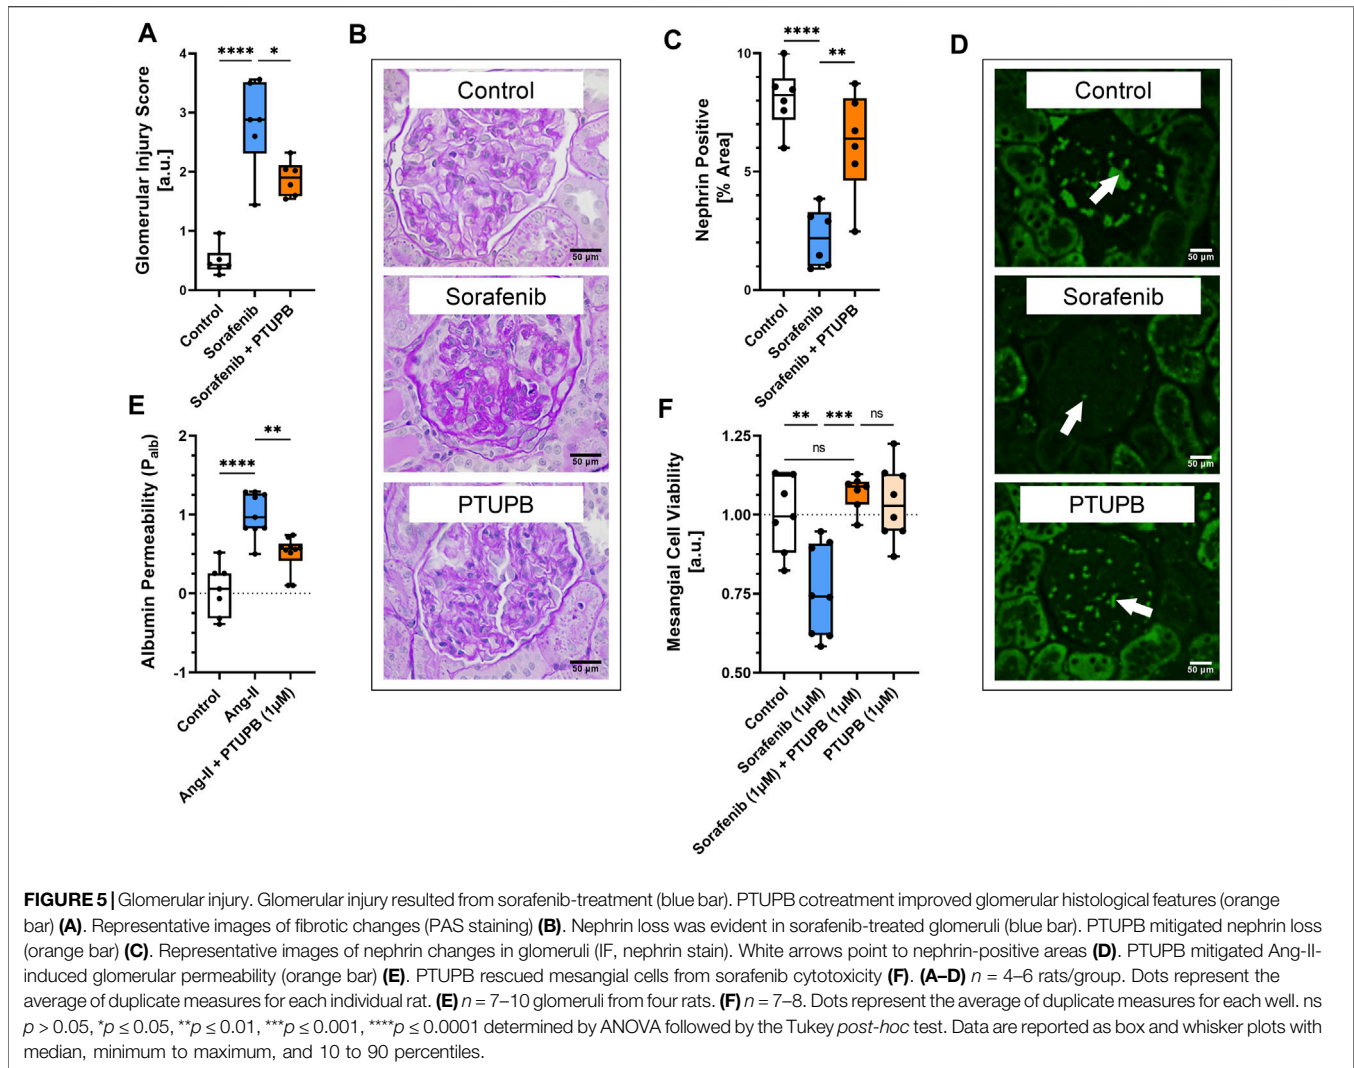 A
Glomerular Injury Score
[a.u.]
4
3
2
1
0
**** *
Control
Sorafenib
Sorafenib + PTUPB
B
Control
50 μm
Sorafenib
50 μm
PTUPB
50 μm
C
Nephrin Positive
[% Area]
10
5
0
**** **
Control
Sorafenib
Sorafenib + PTUPB
D
Control
50 μm
Sorafenib
50 μm
PTUPB
50 μm
E
Albumin Permeability (Palb)
2
1
0
-1
**** **
Control
Ang-II
Ang-II + PTUPB (1μM)
F
Mesangial Cell Viability
[a.u.]
1.25
1.00
0.75
0.50
** *** ns
ns
Control
Sorafenib (1μM)
Sorafenib (1μM) + PTUPB (1μM)
PTUPB (1μM)
FIGURE 5 | Glomerular injury. Glomerular injury resulted from sorafenib-treatment (blue bar). PTUPB cotreatment improved glomerular histological features (orange
bar) (A). Representative images of fibrotic changes (PAS staining) (B). Nephrin loss was evident in sorafenib-treated glomeruli (blue bar). PTUPB mitigated nephrin loss
(orange bar) (C). Representative images of nephrin changes in glomeruli (IF, nephrin stain). White arrows point to nephrin-positive areas (D). PTUPB mitigated Ang-II-
induced glomerular permeability (orange bar) (E). PTUPB rescued mesangial cells from sorafenib cytotoxicity (F). (A–D) n = 4–6 rats/group. Dots represent the
average of duplicate measures for each individual rat. (E) n = 7–10 glomeruli from four rats. (F) n = 7–8. Dots represent the average of duplicate measures for each well. ns
p > 0.05, *p ≤ 0.05, **p ≤ 0.01, ***p ≤ 0.001, ****p ≤ 0.0001 determined by ANOVA followed by the Tukey post-hoc test. Data are reported as box and whisker plots with
median, minimum to maximum, and 10 to 90 percentiles.